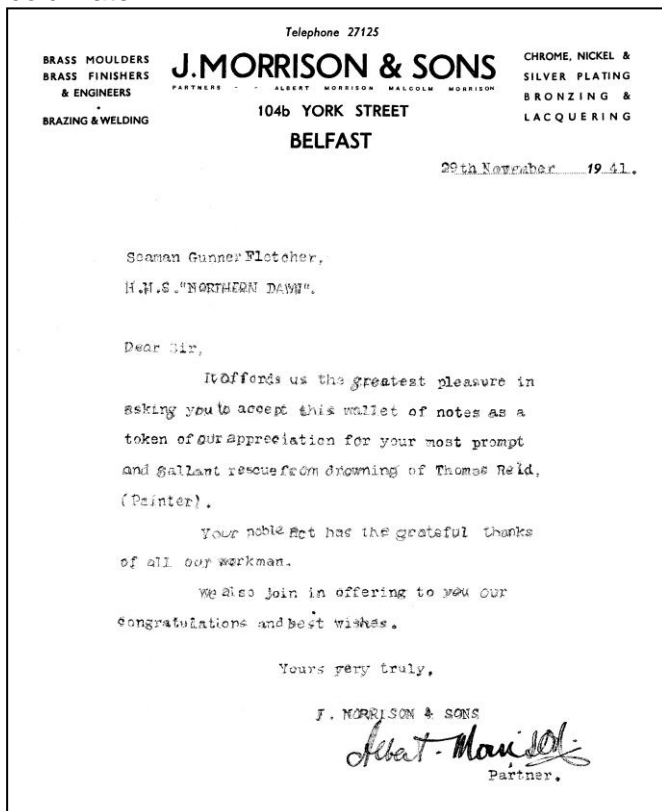 Telephone 27125
BRASS MOULDERS
BRASS FINISHERS
& ENGINEERS
•
BRAZING & WELDING
J. MORRISON & SONS
PARTNERS - - ALBERT MORRISON MALCOLM MORRISON
104b YORK STREET
BELFAST
CHROME, NICKEL &
SILVER PLATING
BRONZING &
LACQUERING
29th November 1941.
Seaman Gunner Fletcher,
H.M.S. "NORTHERN DAWN".
Dear Sir,
It affords us the greatest pleasure in
asking you to accept this wallet of notes as a
token of our appreciation for your most prompt
and gallant rescue from drowning of Thomas Reid,
(Painter).
Your noble Act has the grateful thanks
of all our workman.
We also join in offering to you our
congratulations and best wishes.
Yours very truly,
J. MORRISON & SONS
Albert Morrison
Partner.